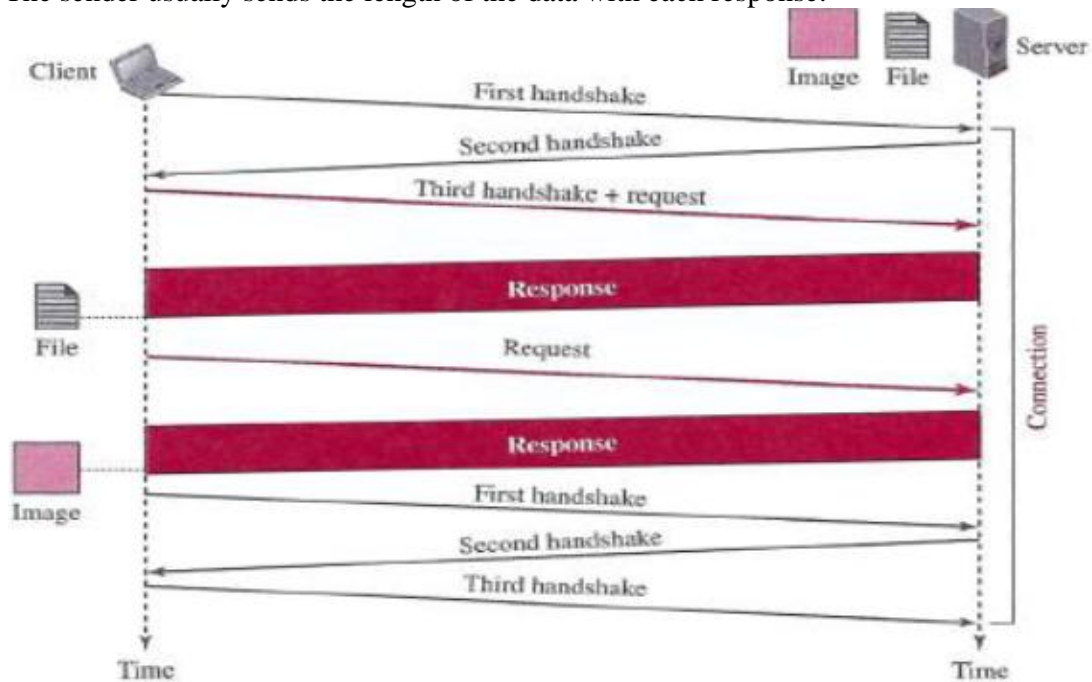 The sender usually sends the length of the data with each response.
Server
Client
Image
File
First handshake
Second handshake
Third handshake + request
Response
File
Request
Connection
Response
Image
First handshake
Second handshake
Third handshake
Time
Time